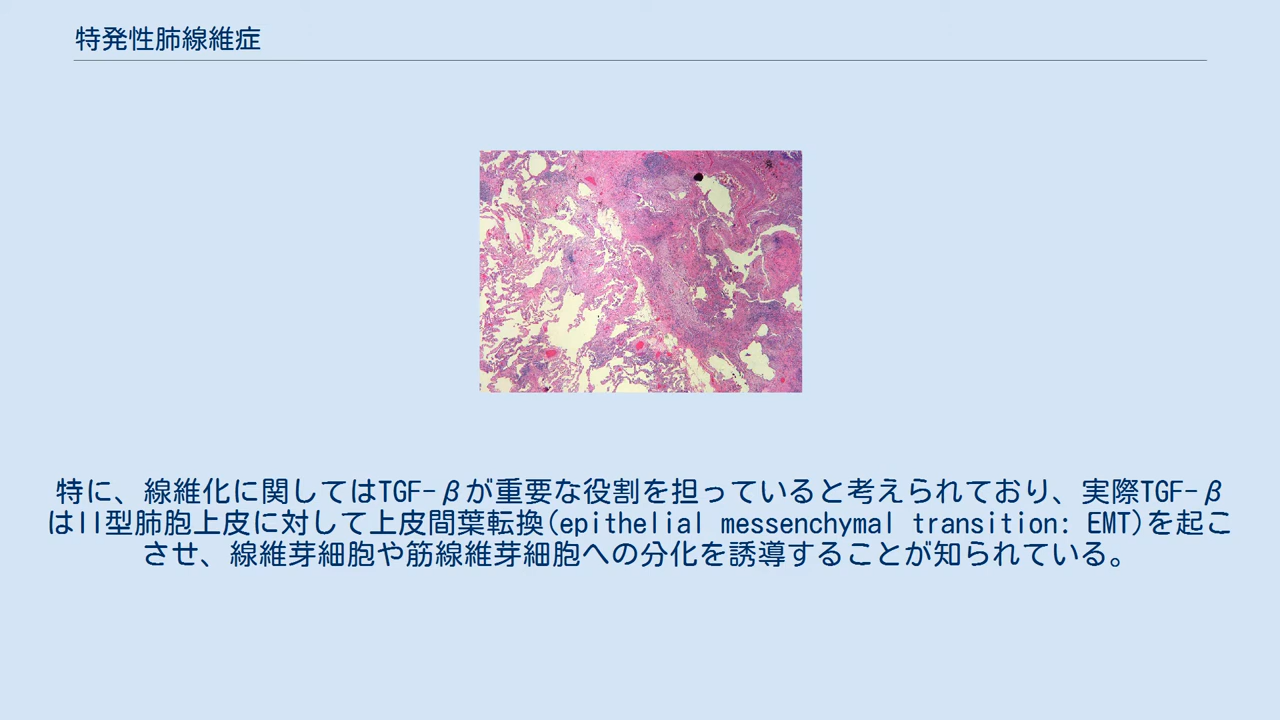 特発性肺線維症
特に、線維化に関してはTGF-βが重要な役割を担っていると考えられており、実際TGF-β
はII型肺胞上皮に対して上皮間葉転換(epithelial messenchymal transition: EMT)を起こ
させ、線維芽細胞や筋線維芽細胞への分化を誘導することが知られている。